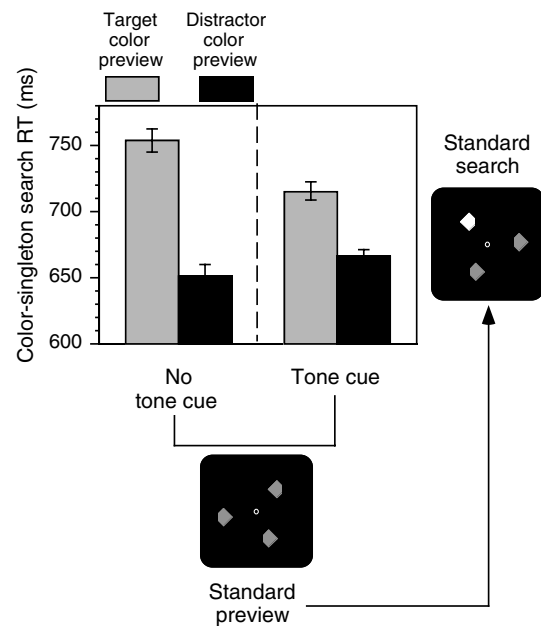 Target
color
preview
Distractor
color
preview
Color-singleton search RT (ms)
750
700
650
600
No
tone cue
Tone cue
Standard
search
Standard
preview